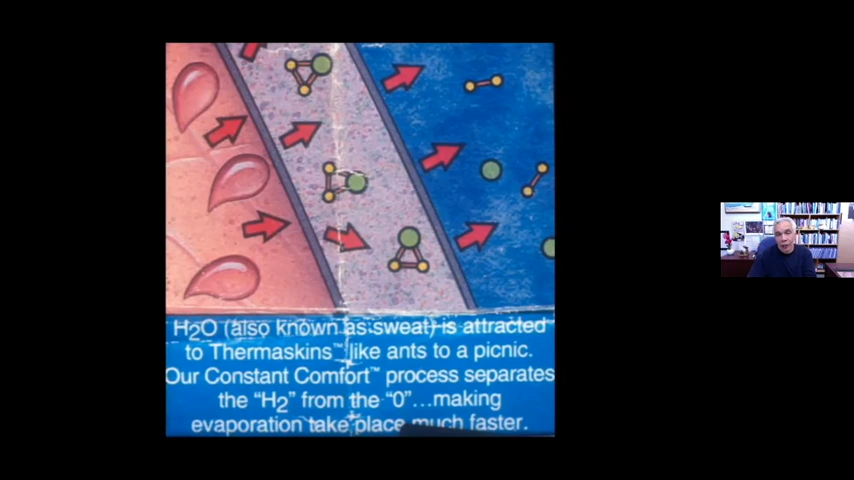 H2O (also known as sweat) is attracted
to Thermaskins™ like ants to a picnic.
Our Constant Comfort™ process separates
the “H2” from the “0”...making
evaporation take place much faster.